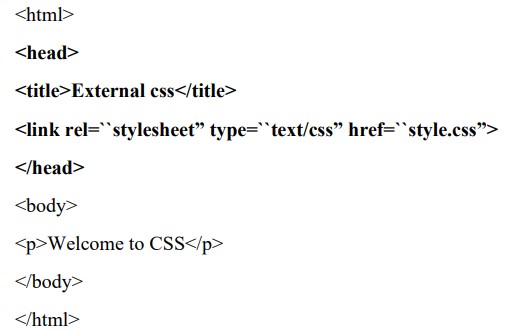 <html>
<head>
<title>External css</title>
<link rel=``stylesheet” type=``text/css” href=``style.css”>
</head>
<body>
<p>Welcome to CSS</p>
</body>
</html>